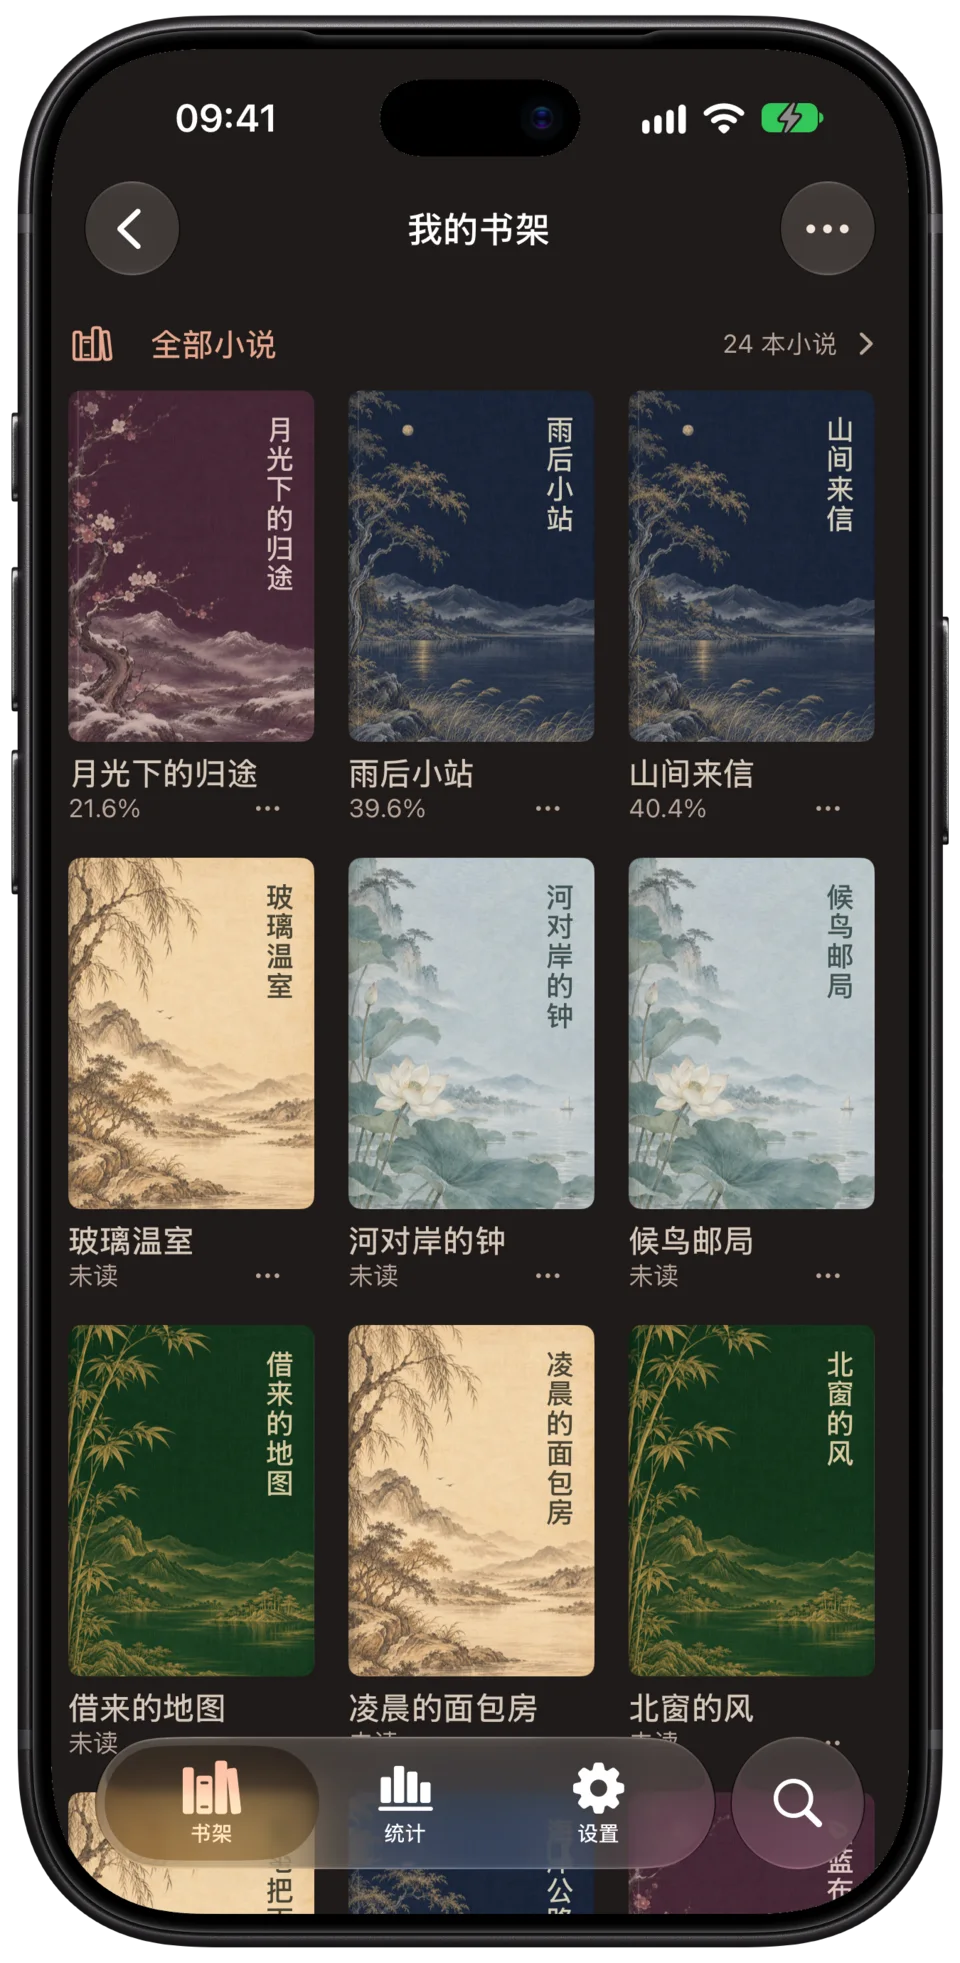 09:41
我的书架
全部小说
24 本小说
月光下的归途
雨后小站
山间来信
月光下的归途
雨后小站
山间来信
21.6%
39.6%
40.4%
玻璃温室
河对岸的钟
候鸟邮局
玻璃温室
河对岸的钟
候鸟邮局
未读
未读
未读
借来的地图
凌晨的面包房
北窗的风
借来的地图
凌晨的面包房
北窗的风
未读
书架
统计
设置
把
公
蓝
布